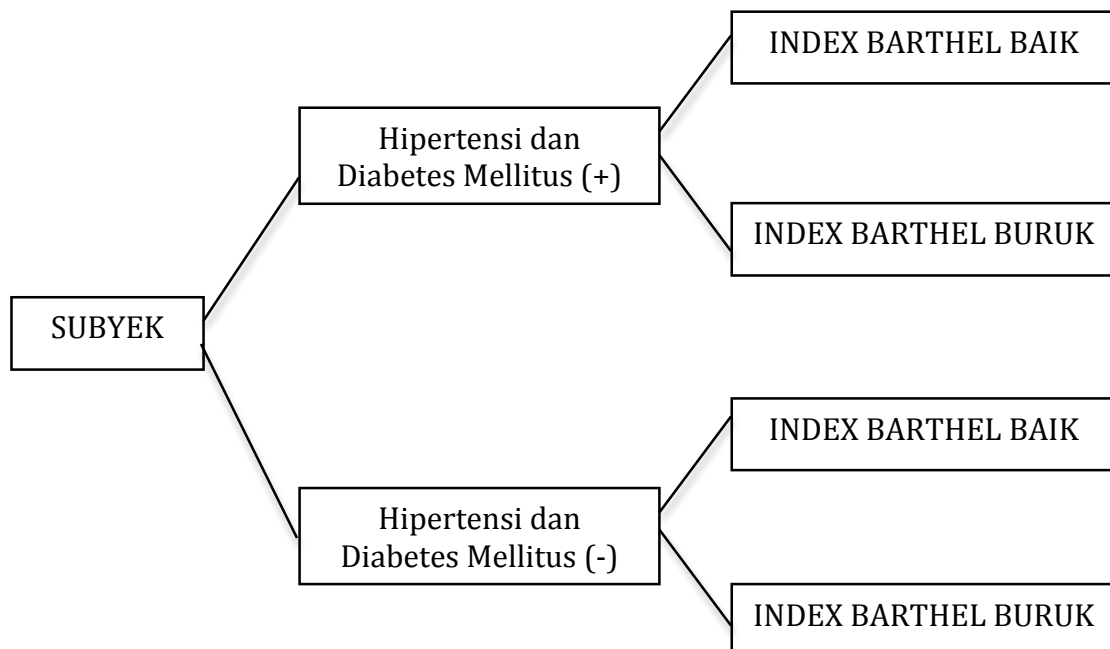 INDEX BARTHEL BAIK
Hipertensi dan
Diabetes Mellitus (+)
INDEX BARTHEL BURUK
SUBYEK
INDEX BARTHEL BAIK
Hipertensi dan
Diabetes Mellitus (-)
INDEX BARTHEL BURUK